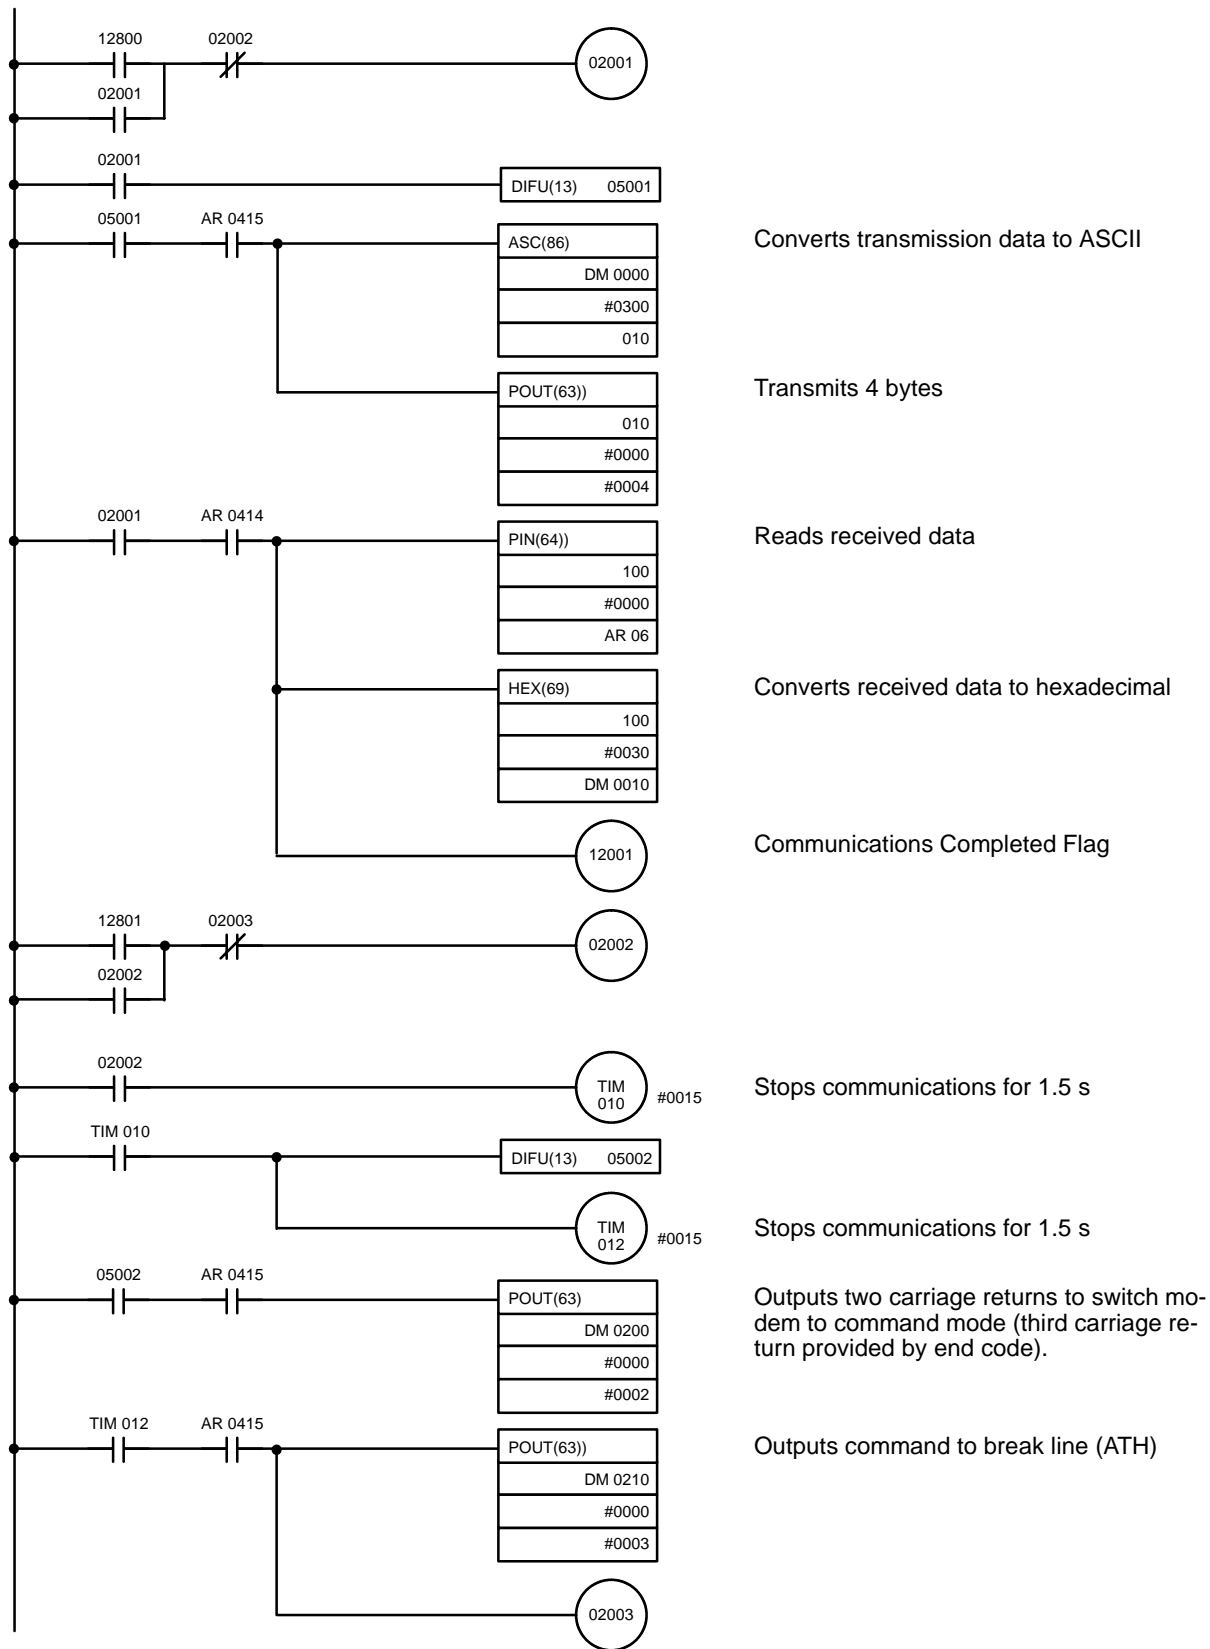 12800 02002
02001
02001
02001
DIFU(13) 05001
05001 AR 0415
ASC(86) Converts transmission data to ASCII
DM 0000
#0300
010
POUT(63)) Transmits 4 bytes
010
#0000
#0004
02001 AR 0414
PIN(64)) Reads received data
100
#0000
AR 06
HEX(69) Converts received data to hexadecimal
100
#0030
DM 0010
12001 Communications Completed Flag
12801 02003
02002
02002
02002
TIM
010 #0015 Stops communications for 1.5 s
TIM 010
DIFU(13) 05002
TIM
012 #0015 Stops communications for 1.5 s
05002 AR 0415
POUT(63) Outputs two carriage returns to switch mo-
DM 0200 dem to command mode (third carriage re-
#0000 turn provided by end code).
#0002
TIM 012 AR 0415
POUT(63)) Outputs command to break line (ATH)
DM 0210
#0000
#0003
02003